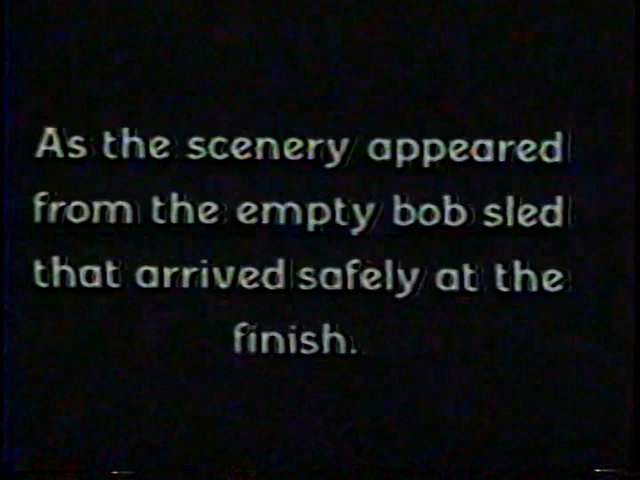 As the scenery appeared
from the empty bob sled
that arrived safely at the
finish.